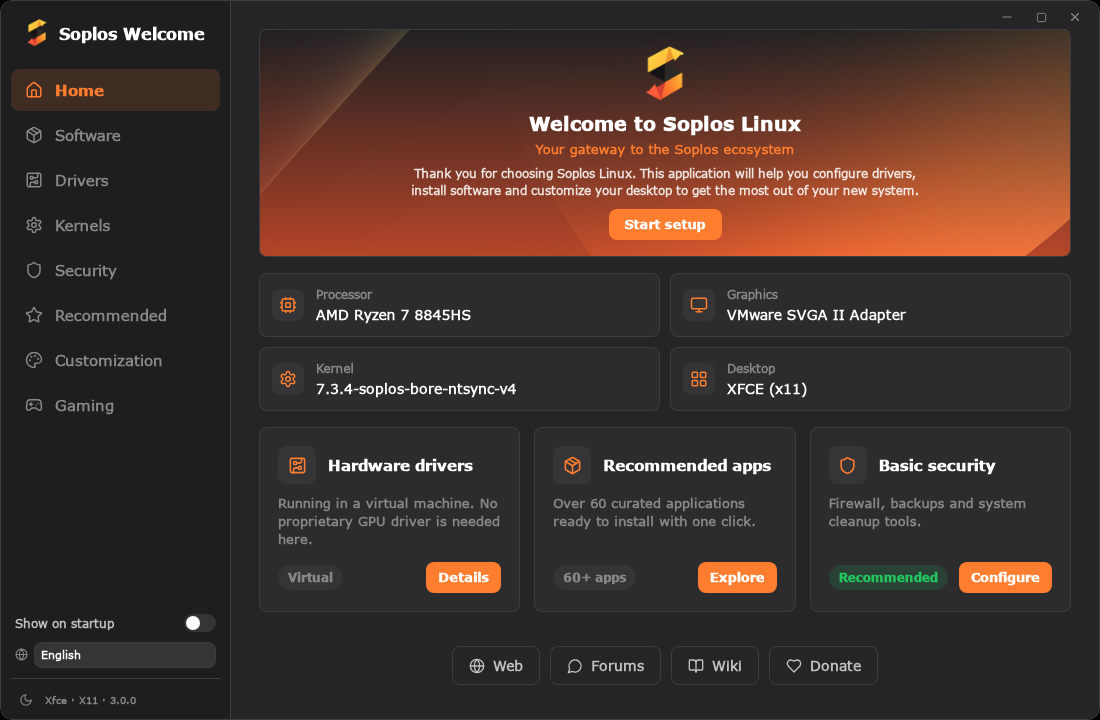 Soplos Welcome
Home
Software
Drivers
Kernels
Security
Recommended
Customization
Gaming
Show on startup
English
Xfce · X11 · 3.0.0
Welcome to Soplos Linux
Your gateway to the Soplos ecosystem
Thank you for choosing Soplos Linux. This application will help you configure drivers,
install software and customize your desktop to get the most out of your new system.
Start setup
Processor
AMD Ryzen 7 8845HS
Graphics
VMware SVGA II Adapter
Kernel
7.3.4-soplos-bore-ntsync-v4
Desktop
XFCE (x11)
Hardware drivers
Running in a virtual machine. No
proprietary GPU driver is needed
here.
Virtual
Details
Recommended apps
Over 60 curated applications
ready to install with one click.
60+ apps
Explore
Basic security
Firewall, backups and system
cleanup tools.
Recommended
Configure
Web
Forums
Wiki
Donate